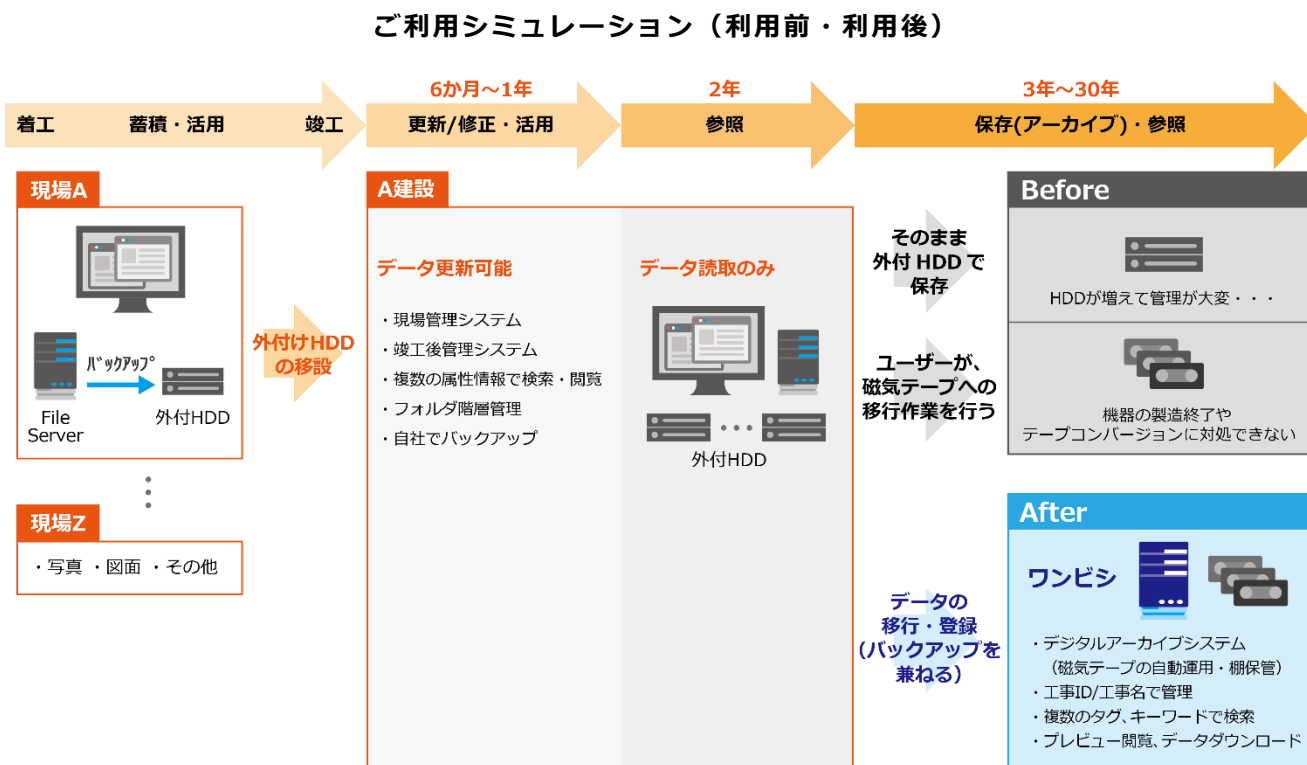 ご利用シミュレーション（利用前・利用後）
6か月～1年
2年
3年～30年
着工
蓄積・活用
竣工
更新/修正・活用
参照
保存(アーカイブ)・参照
現場A
ﾊﾞｯｸｱｯﾌﾟ
File
Server
外付HDD
現場Z
・写真 ・図面 ・その他
外付けHDD
の移設
A建設
データ更新可能
・現場管理システム
・竣工後管理システム
・複数の属性情報で検索・閲覧
・フォルダ階層管理
・自社でバックアップ
データ読取のみ
外付HDD
そのまま
外付 HDD で
保存
ユーザーが、
磁気テープへの
移行作業を行う
データの
移行・登録
（バックアップを
兼ねる）
Before
HDDが増えて管理が大変・・・
機器の製造終了や
テープコンバージョンに対処できない
After
ワンビシ
・デジタルアーカイブシステム
（磁気テープの自動運用・棚保管）
・工事ID/工事名で管理
・複数のタグ、キーワードで検索
・プレビュー閲覧、データダウンロード